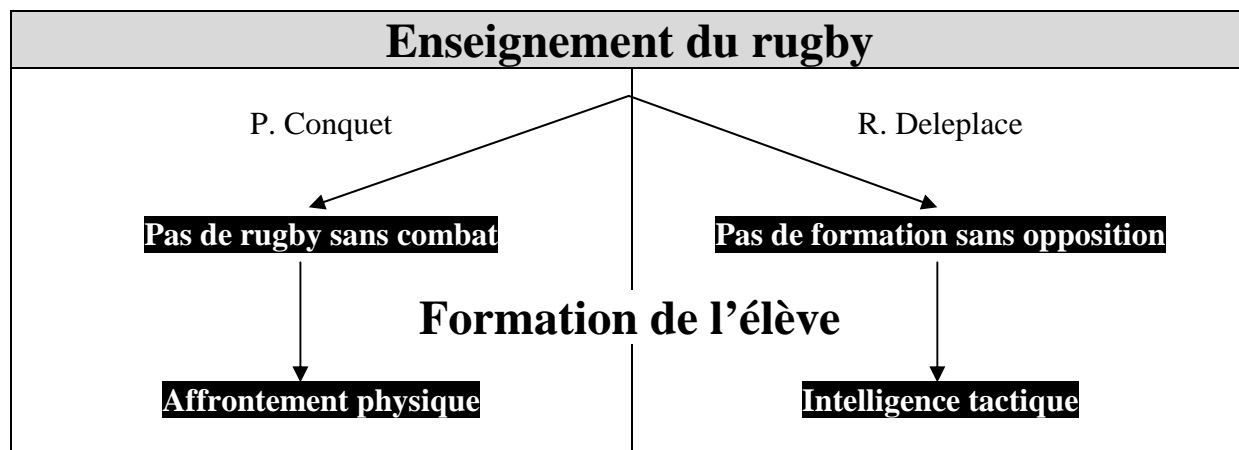 Enseignement du rugby
P. Conquet
R. Deleplace
Pas de rugby sans combat
Pas de formation sans opposition
Formation de l’élève
Affrontement physique
Intelligence tactique